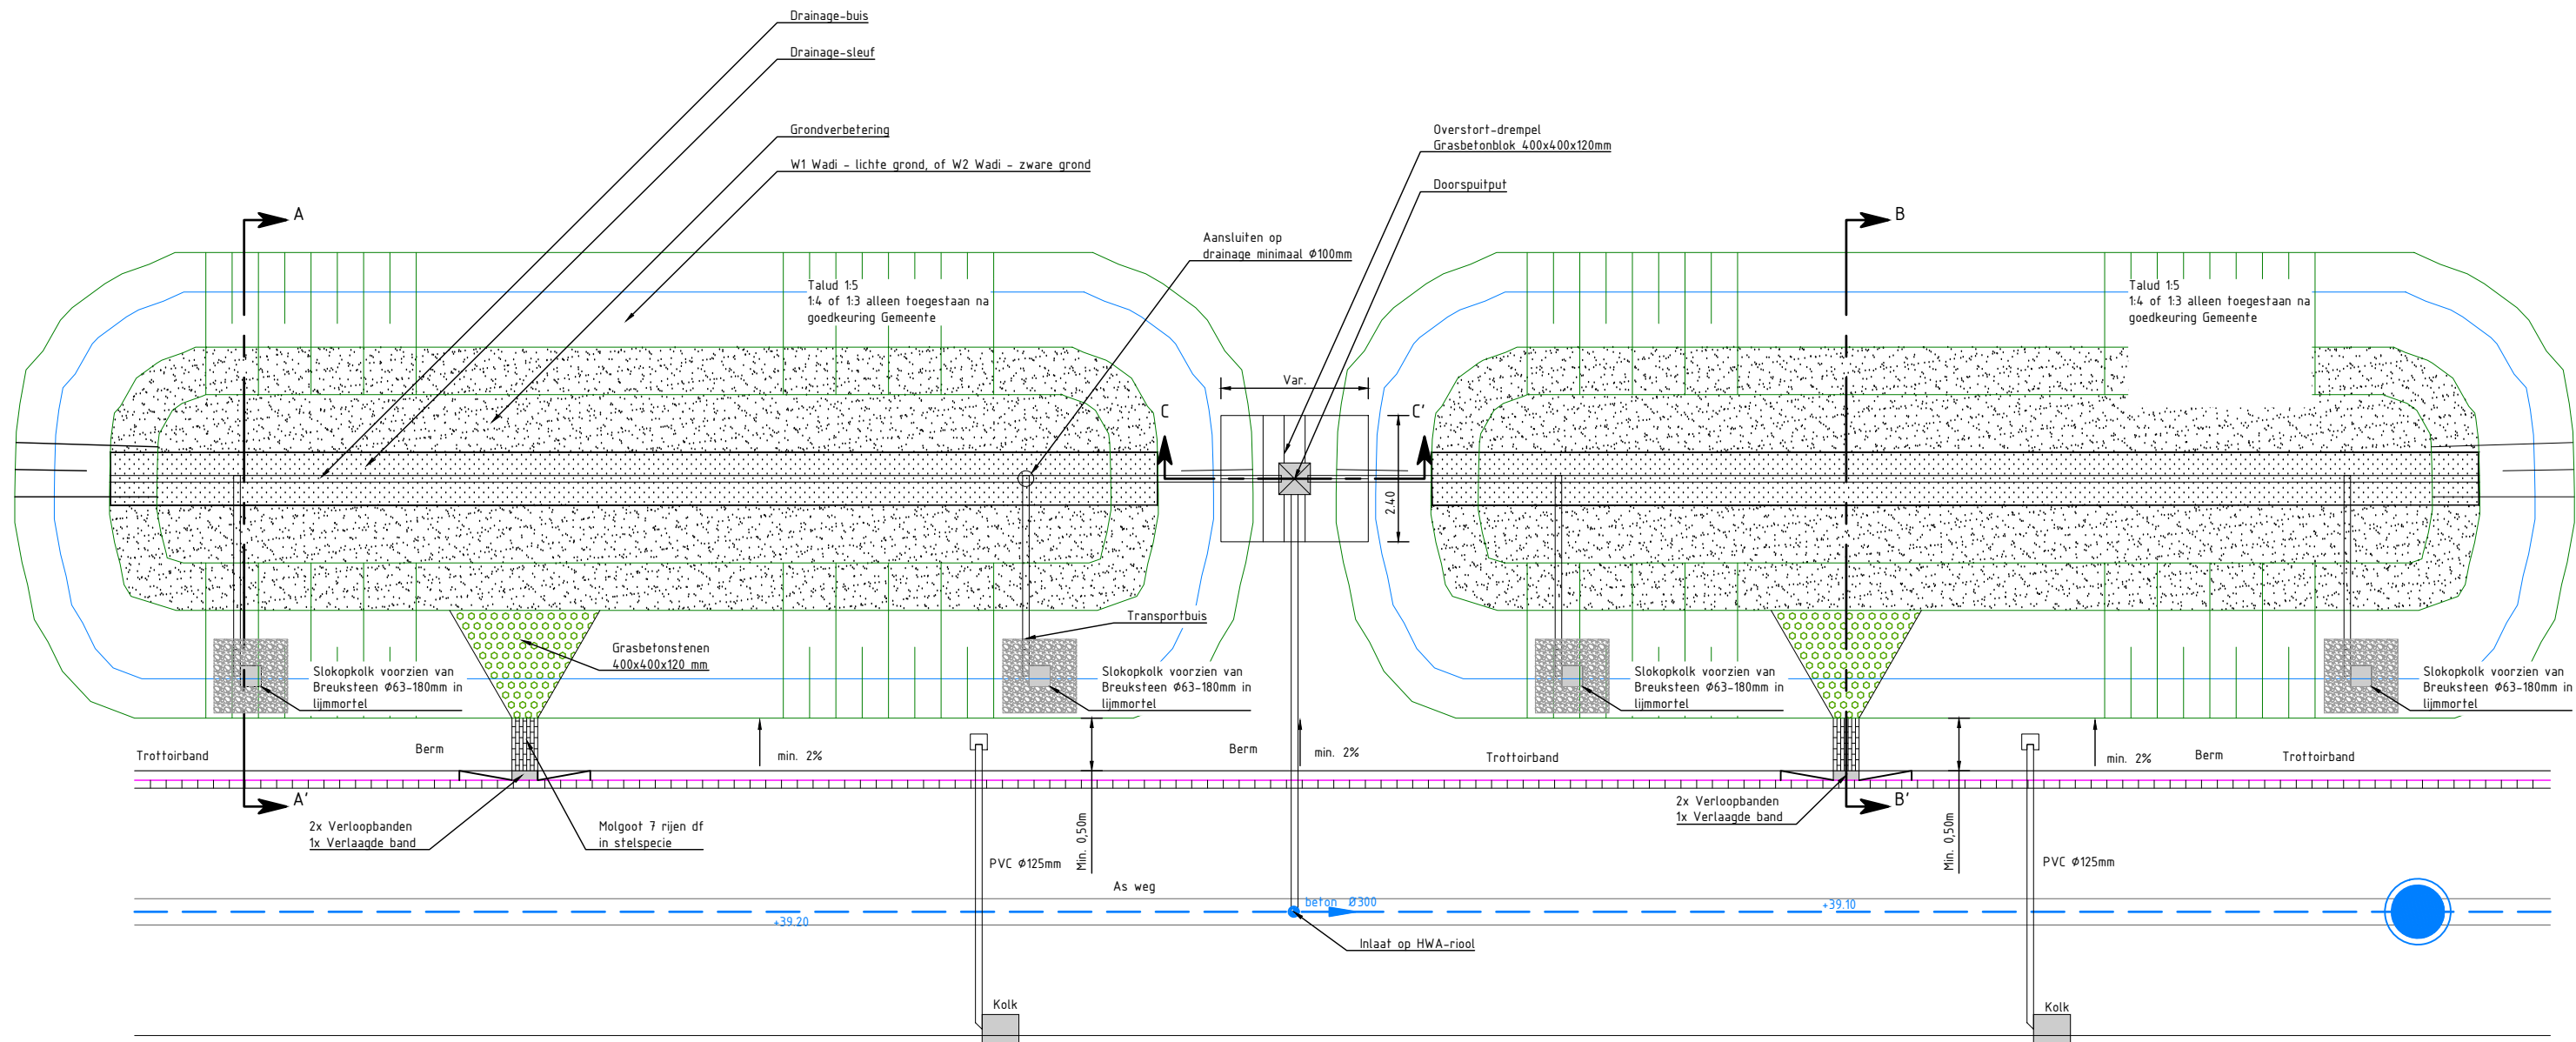 Drainage-buis
Drainage-sleuf
Grondverbetering
W1 Wadi - lichte grond, of W2 Wadi - zware grond
Overstort-drempel
Grasbetonblok 400x400x120mm
Doorspuitput
A
B
Aansluiten op
drainage minimaal Ø100mm
Talud 1:5
1:4 of 1:3 alleen toegestaan na
goedkeuring Gemeente
Talud 1:5
1:4 of 1:3 alleen toegestaan na
goedkeuring Gemeente
Var.
C
C'
2.40
Transportbuis
Grasbetonstenen
400x400x120 mm
Slokopkolk voorzien van
Breuksteen Ø63-180mm in
lijmmortel
Slokopkolk voorzien van
Breuksteen Ø63-180mm in
lijmmortel
Slokopkolk voorzien van
Breuksteen Ø63-180mm in
lijmmortel
Slokopkolk voorzien van
Breuksteen Ø63-180mm in
lijmmortel
Trottoirband
Berm
min. 2%
Berm
min. 2%
Trottoirband
min. 2%
Berm
Trottoirband
A'
B'
2x Verloopbanden
1x Verlaagde band
Molgoot 7 rijen df
in stelspecie
Min. 0,50m
2x Verloopbanden
1x Verlaagde band
Min. 0,50m
PVC Ø125mm
PVC Ø125mm
As weg
+39.20
beton Ø300
+39.10
Inlaat op HWA-riool
Kolk
Kolk